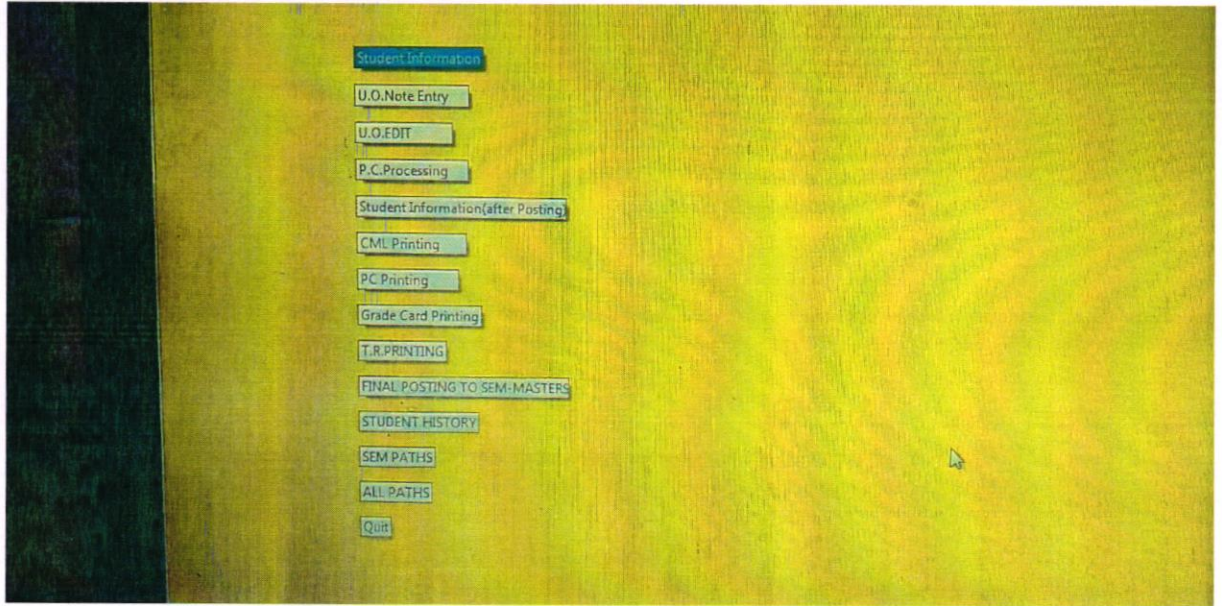 Student Information
U.O.Note Entry
U.O.EDIT
P.C.Processing
Student Information(after Posting)
CML Printing
PC Printing
Grade Card Printing
T.R.PRINTING
FINAL POSTING TO SEM-MASTERS
STUDENT HISTORY
SEM PATHS
ALL PATHS
Quit